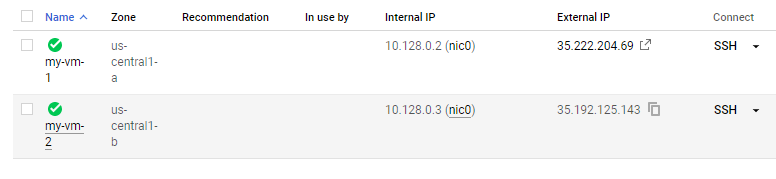 Name Zone Recommendation In use by Internal IP External IP Connect
my-vm-
1
us-
central1-
a
10.128.0.2 (nic0)
35.222.204.69
SSH
my-vm-
2
us-
central1-
b
10.128.0.3 (nic0)
35.192.125.143
SSH